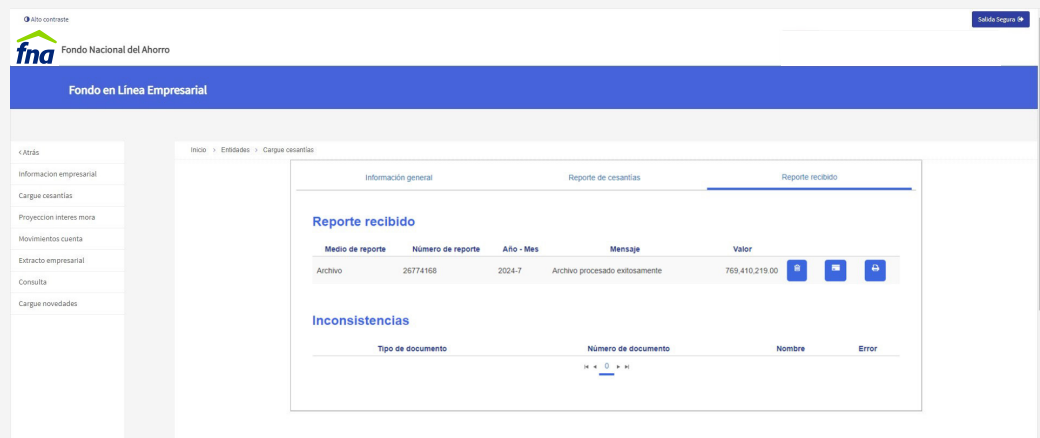 Alto contraste
Salida Segura
fna Fondo Nacional del Ahorro
Fondo en Línea Empresarial
Inicio > Entidades > Cargue cesantías
< Atrás
Informacion empresarial
Cargue cesantias
Proyeccion interes mora
Movimientos cuenta
Extracto empresarial
Consulta
Cargue novedades
Información general Reporte de cesantías Reporte recibido
Reporte recibido
Medio de reporte Número de reporte Año - Mes Mensaje Valor
Archivo 26774168 2024-7 Archivo procesado exitosamente 769,410,219.00
Inconsistencias
Tipo de documento Número de documento Nombre Error
0